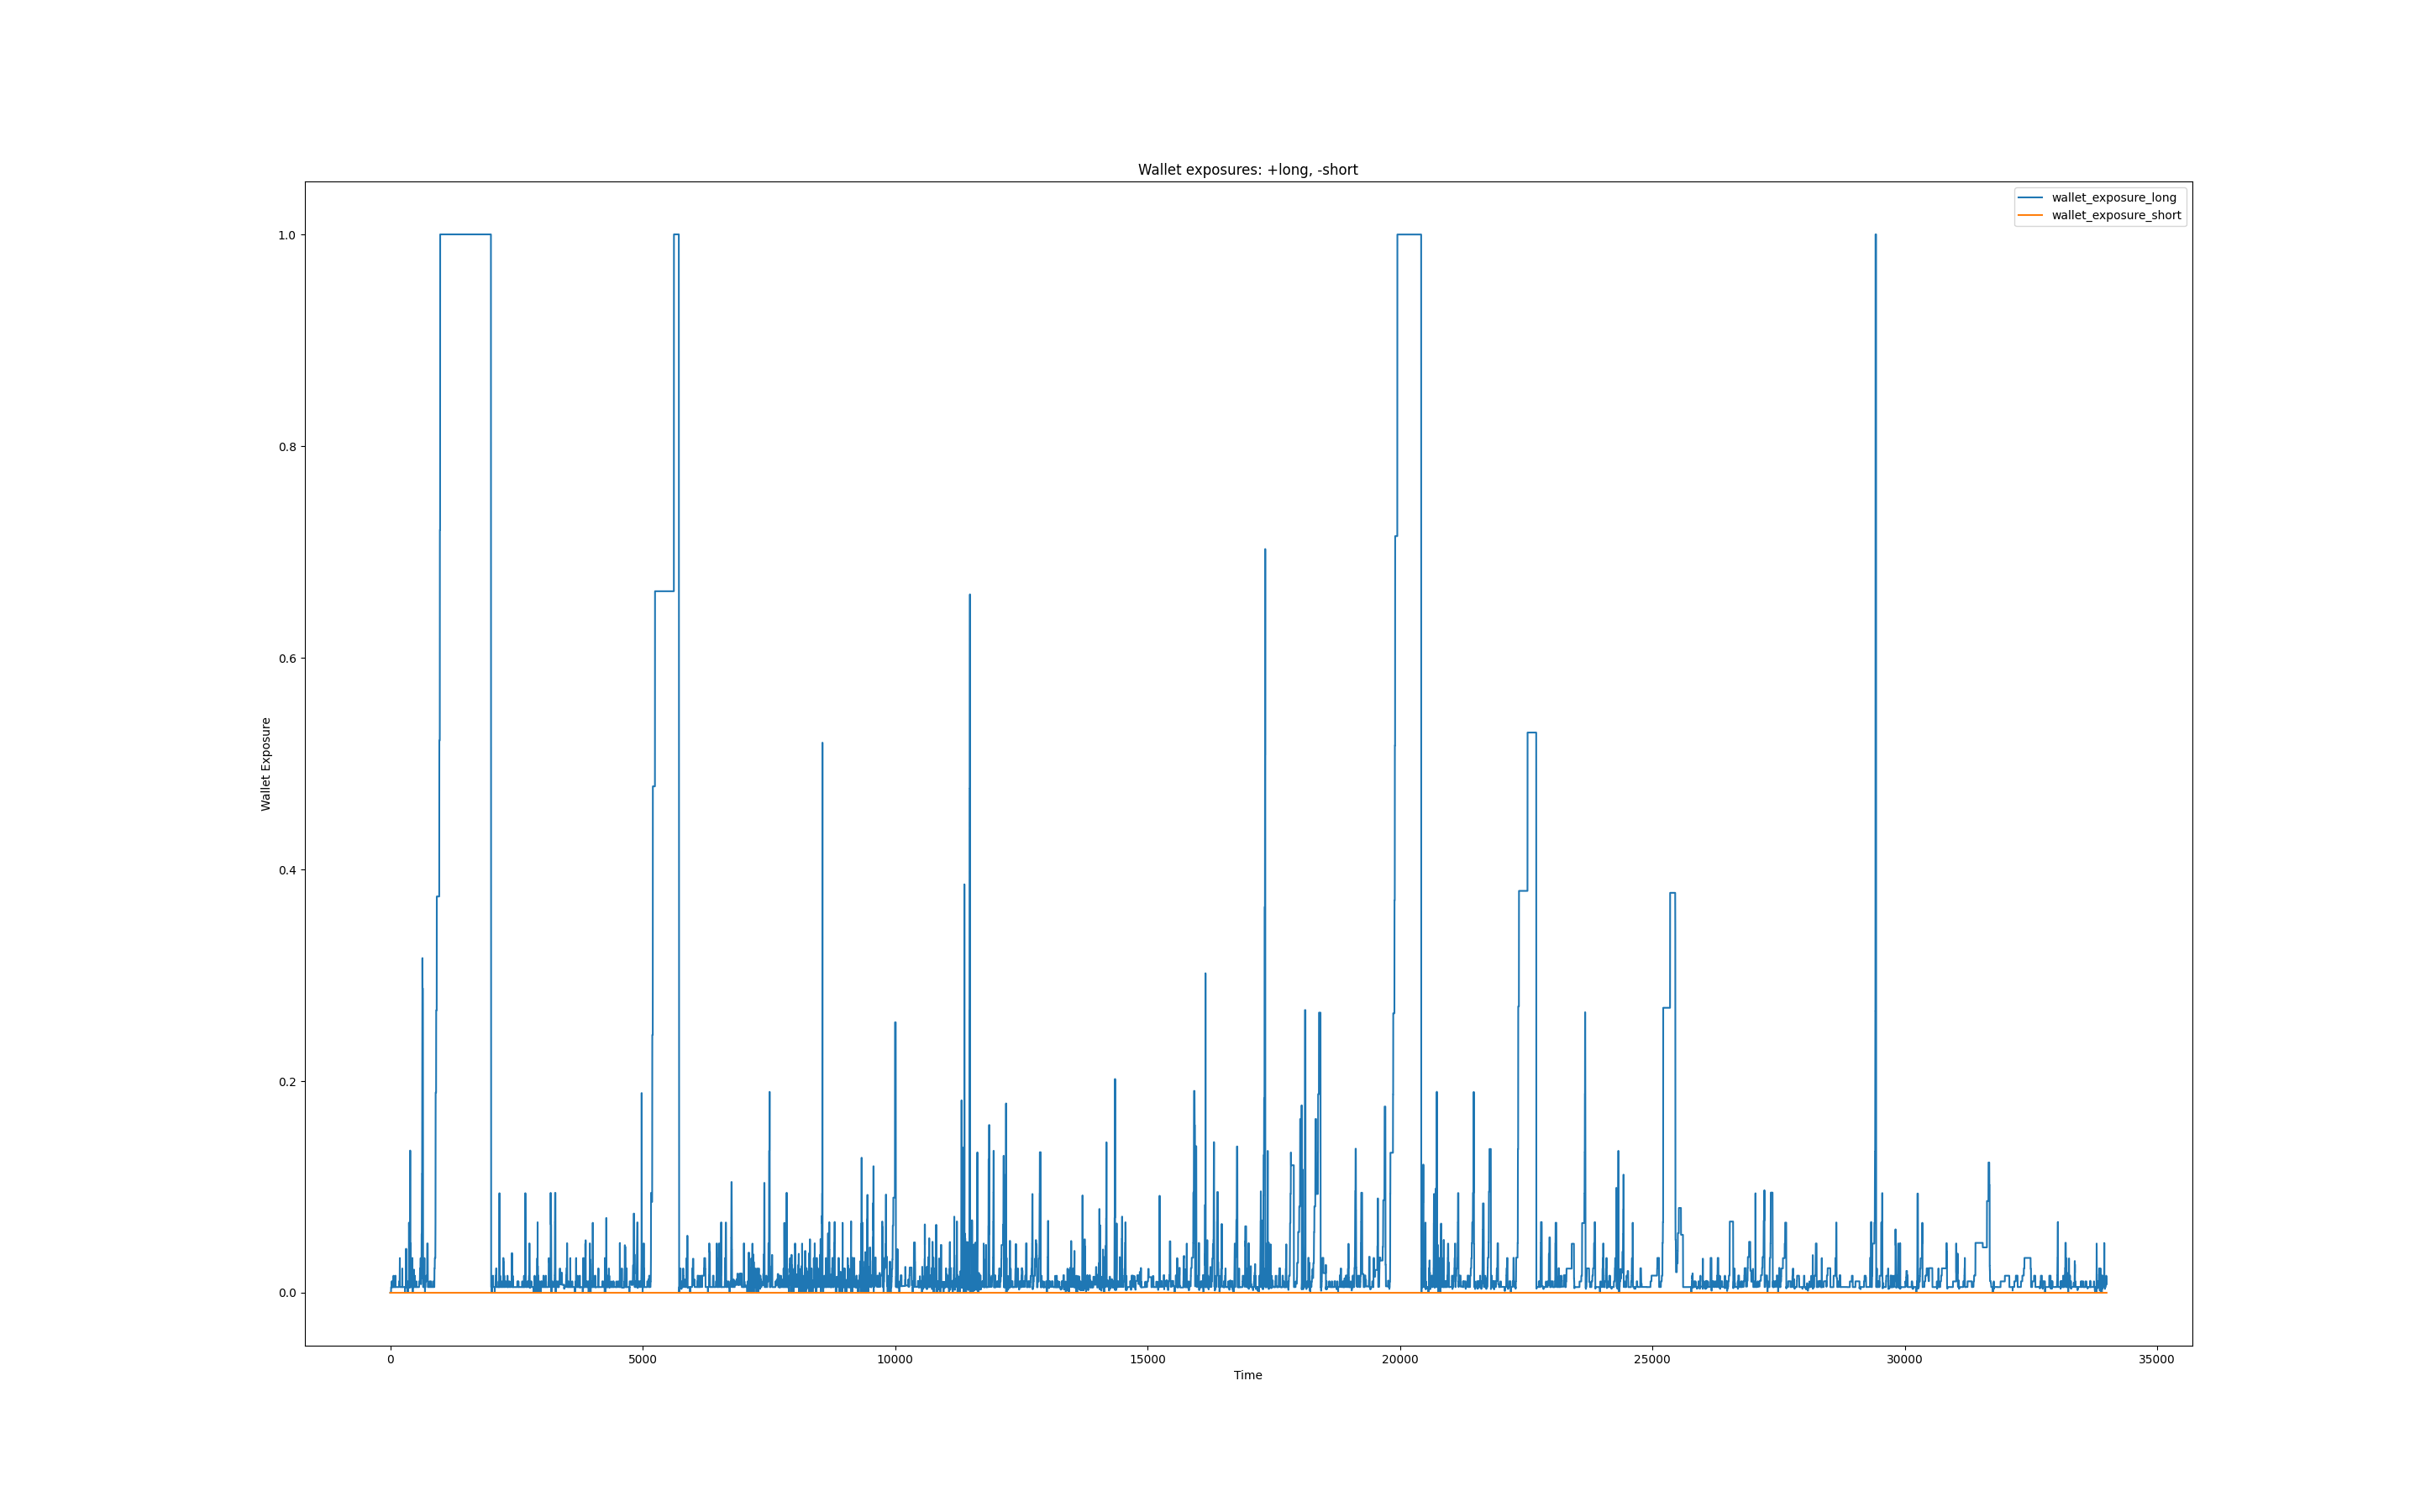 Wallet exposures: +long, -short
wallet_exposure_long
wallet_exposure_short
1.0
0.8
0.6
0.4
0.2
0.0
Wallet Exposure
0 5000 10000 15000 20000 25000 30000 35000
Time